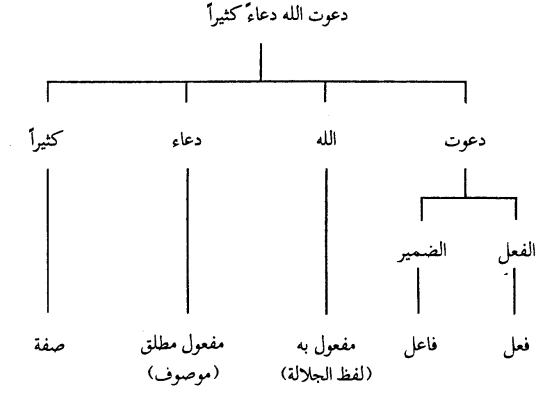 دعوت الله دعاءً كثيراً
دعوت الله دعاء كثيراً
الفعل الضمير
فعل فاعل مفعول به مفعول مطلق صفة
(لفظ الجلالة) (موصوف)